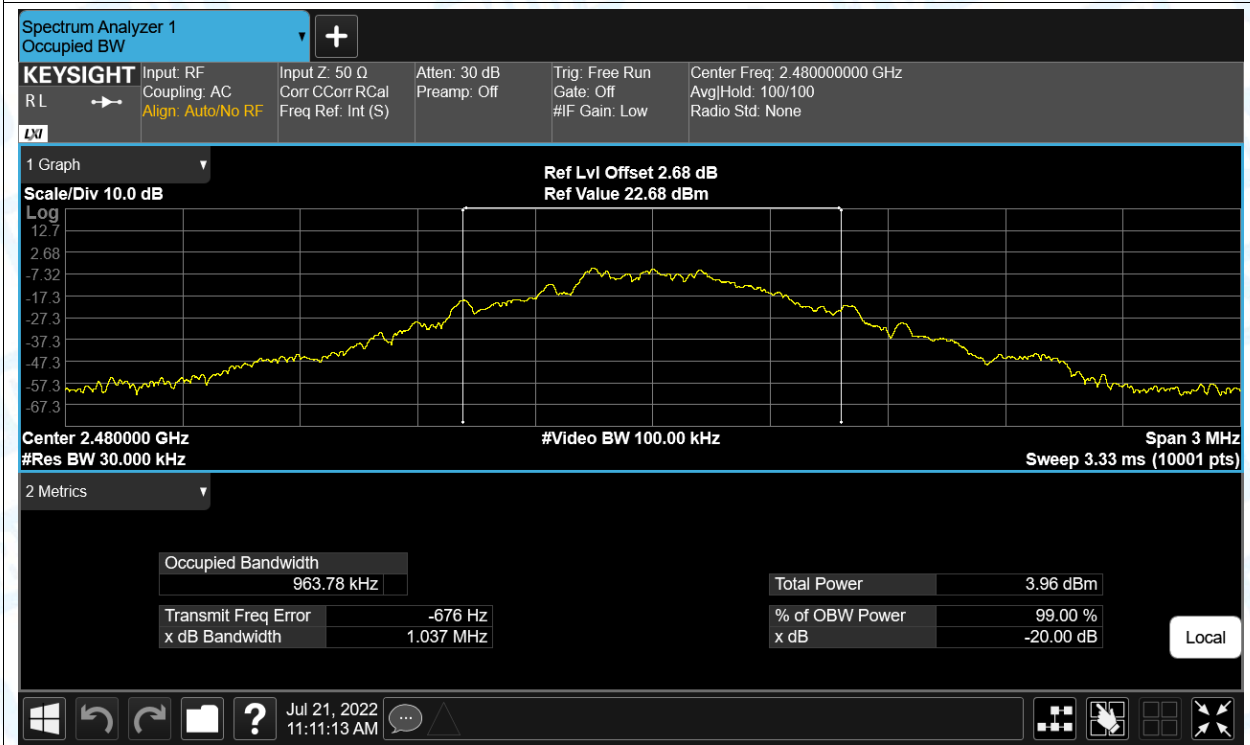 Spectrum Analyzer 1
Occupied BW
KEYSIGHT
R L
LXI
Input: RF
Coupling: AC
Align: Auto/No RF
Input Z: 50 Ω
Corr CCorr RCal
Freq Ref: Int (S)
Atten: 30 dB
Preamp: Off
Trig: Free Run
Gate: Off
#IF Gain: Low
Center Freq: 2.480000000 GHz
Avg|Hold: 100/100
Radio Std: None
1 Graph
Scale/Div 10.0 dB
Ref Lvl Offset 2.68 dB
Ref Value 22.68 dBm
Log
12.7
2.68
-7.32
-17.3
-27.3
-37.3
-47.3
-57.3
-67.3
Center 2.480000 GHz
#Video BW 100.00 kHz
Span 3 MHz
#Res BW 30.000 kHz
Sweep 3.33 ms (10001 pts)
2 Metrics
Occupied Bandwidth
963.78 kHz
Transmit Freq Error -676 Hz
x dB Bandwidth 1.037 MHz
Total Power 3.96 dBm
% of OBW Power 99.00 %
x dB -20.00 dB
Local
?
Jul 21, 2022
11:11:13 AM